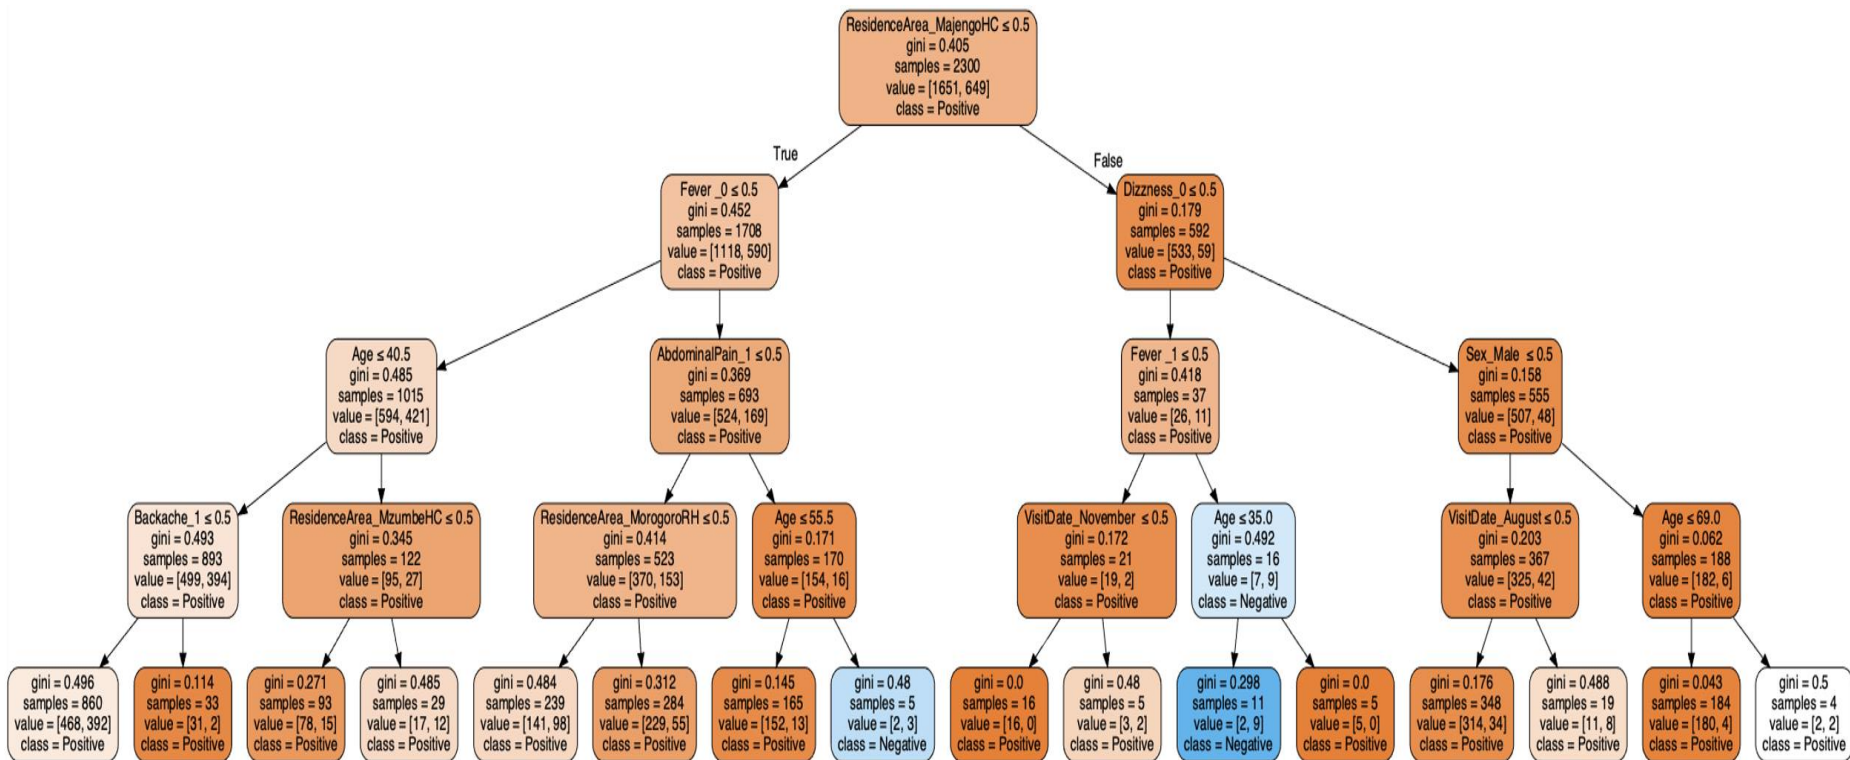 ResidenceArea_MajengoHC ≤ 0.5
gini = 0.405
samples = 2300
value = [1651, 649]
class = Positive
True
False
Fever _0 ≤ 0.5
gini = 0.452
samples = 1708
value = [1118, 590]
class = Positive
Dizzness_0 ≤ 0.5
gini = 0.179
samples = 592
value = [533, 59]
class = Positive
Age ≤ 40.5
gini = 0.485
samples = 1015
value = [594, 421]
class = Positive
AbdominalPain_1 ≤ 0.5
gini = 0.369
samples = 693
value = [524, 169]
class = Positive
Fever _1 ≤ 0.5
gini = 0.418
samples = 37
value = [26, 11]
class = Positive
Sex_Male ≤ 0.5
gini = 0.158
samples = 555
value = [507, 48]
class = Positive
Backache_1 ≤ 0.5
gini = 0.493
samples = 893
value = [499, 394]
class = Positive
ResidenceArea_MzumbeHC ≤ 0.5
gini = 0.345
samples = 122
value = [95, 27]
class = Positive
ResidenceArea_MorogoroRH ≤ 0.5
gini = 0.414
samples = 523
value = [370, 153]
class = Positive
Age ≤ 55.5
gini = 0.171
samples = 170
value = [154, 16]
class = Positive
VisitDate_November ≤ 0.5
gini = 0.172
samples = 21
value = [19, 2]
class = Positive
Age ≤ 35.0
gini = 0.492
samples = 16
value = [7, 9]
class = Negative
VisitDate_August ≤ 0.5
gini = 0.203
samples = 367
value = [325, 42]
class = Positive
Age ≤ 69.0
gini = 0.062
samples = 188
value = [182, 6]
class = Positive
gini = 0.496
samples = 860
value = [468, 392]
class = Positive
gini = 0.114
samples = 33
value = [31, 2]
class = Positive
gini = 0.271
samples = 93
value = [78, 15]
class = Positive
gini = 0.485
samples = 29
value = [17, 12]
class = Positive
gini = 0.484
samples = 239
value = [141, 98]
class = Positive
gini = 0.312
samples = 284
value = [229, 55]
class = Positive
gini = 0.145
samples = 165
value = [152, 13]
class = Positive
gini = 0.48
samples = 5
value = [2, 3]
class = Negative
gini = 0.0
samples = 16
value = [16, 0]
class = Positive
gini = 0.48
samples = 5
value = [3, 2]
class = Positive
gini = 0.298
samples = 11
value = [2, 9]
class = Negative
gini = 0.0
samples = 5
value = [5, 0]
class = Positive
gini = 0.176
samples = 348
value = [314, 34]
class = Positive
gini = 0.488
samples = 19
value = [11, 8]
class = Positive
gini = 0.043
samples = 184
value = [180, 4]
class = Positive
gini = 0.5
samples = 4
value = [2, 2]
class = Positive